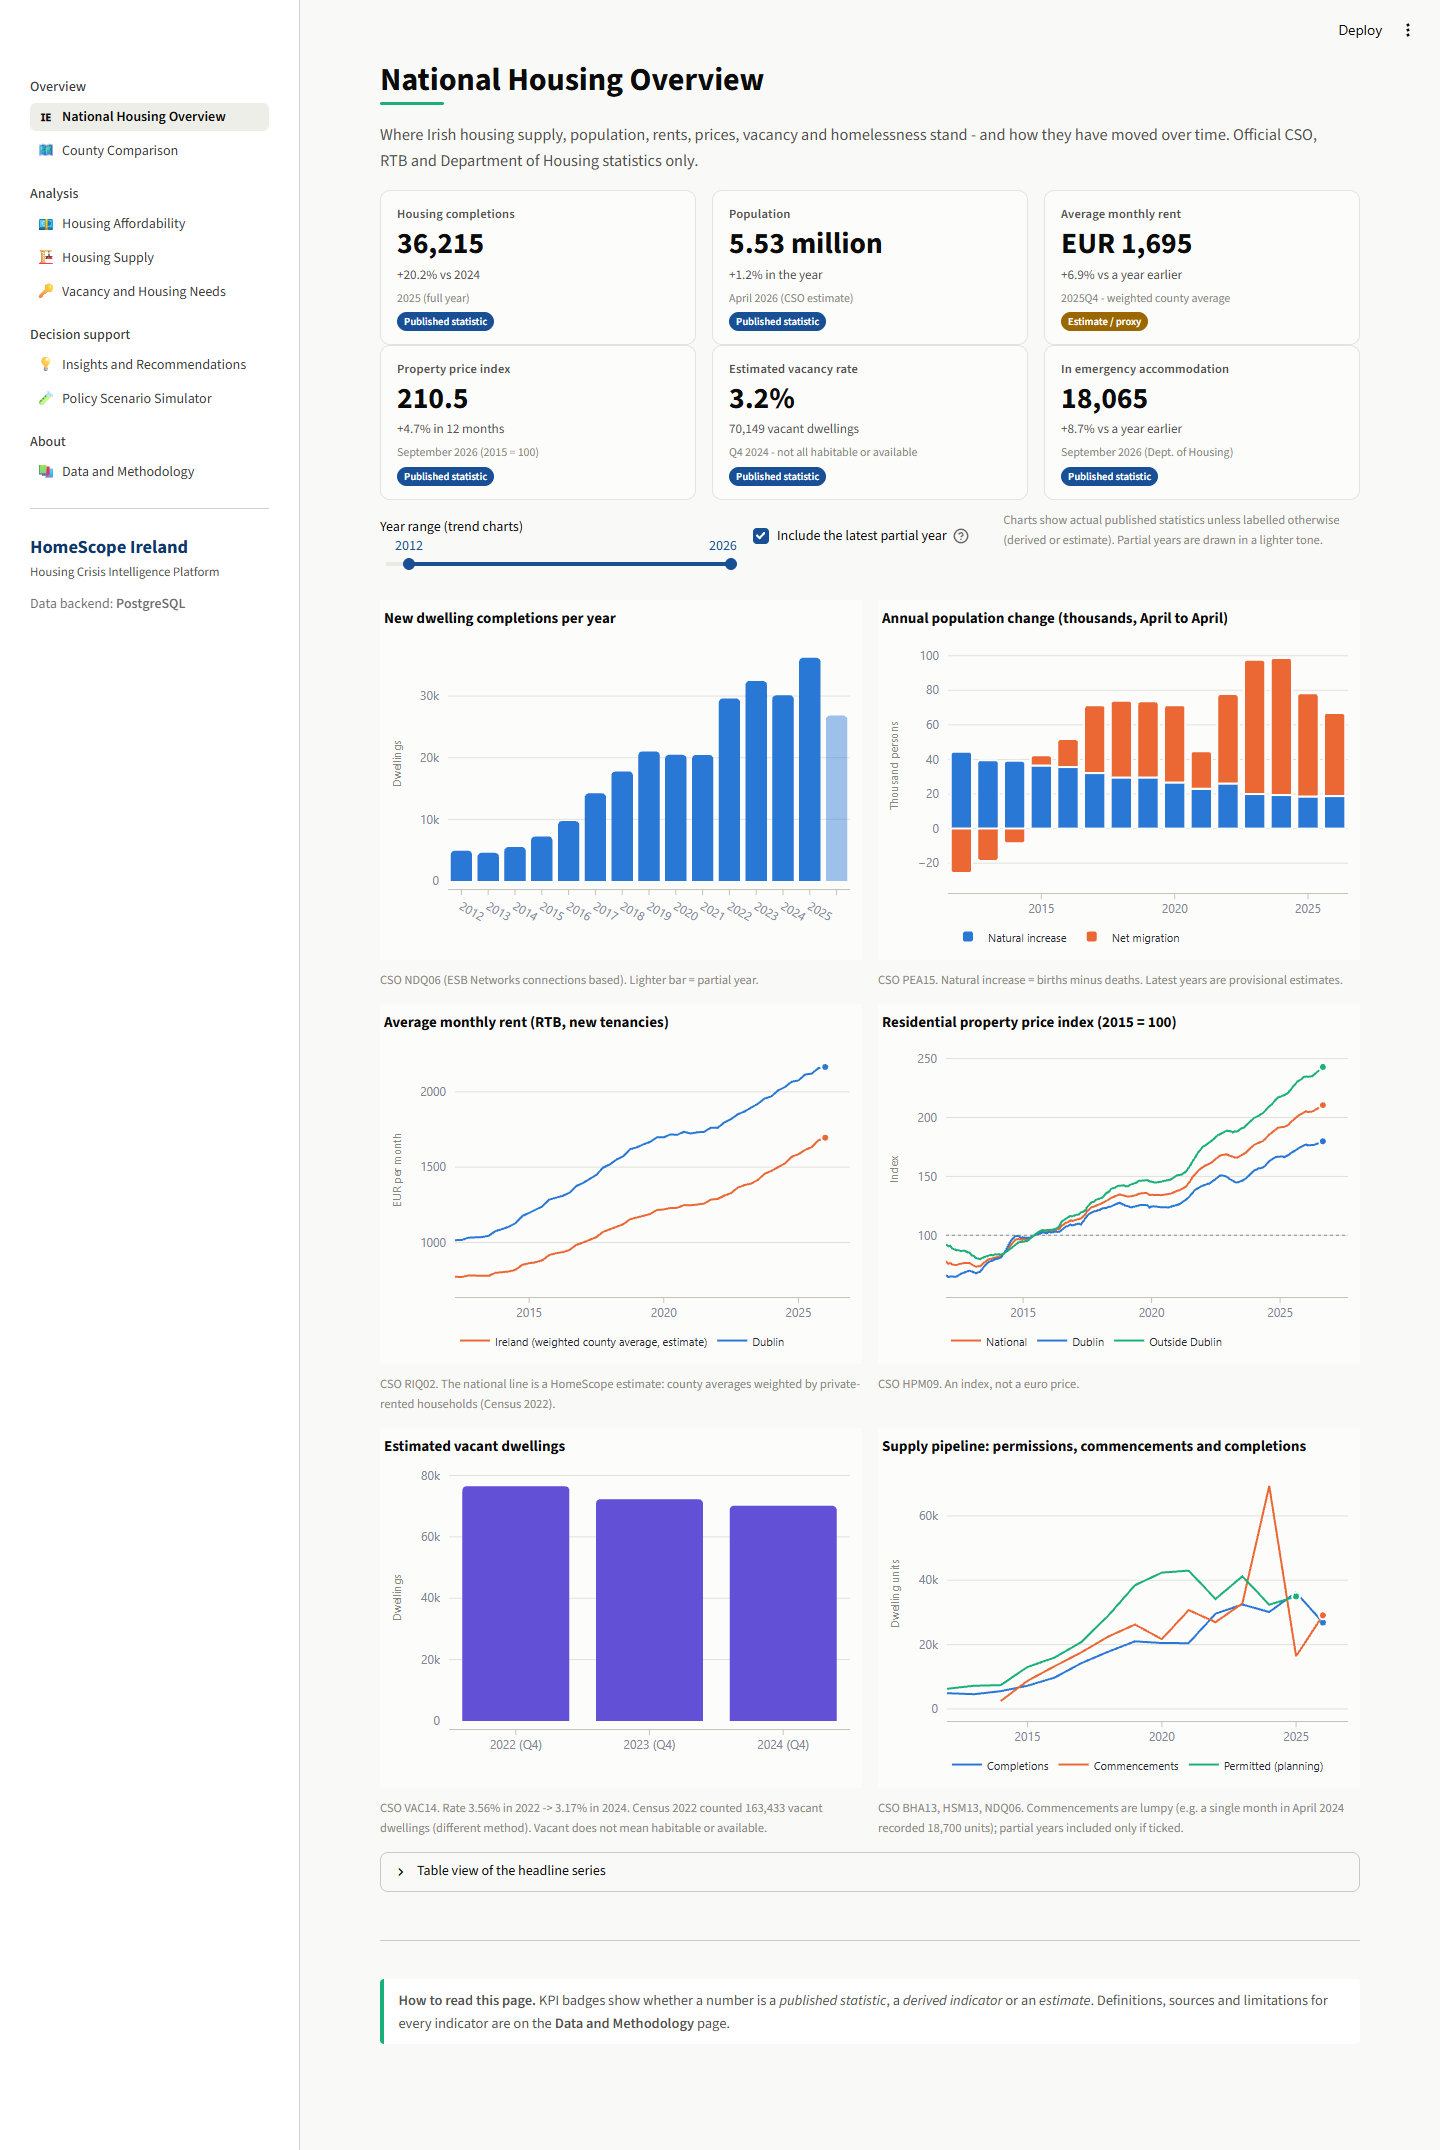 Deploy
Overview
IE National Housing Overview
County Comparison
Analysis
Housing Affordability
Housing Supply
Vacancy and Housing Needs
Decision support
Insights and Recommendations
Policy Scenario Simulator
About
Data and Methodology
HomeScope Ireland
Housing Crisis Intelligence Platform
Data backend: PostgreSQL
National Housing Overview
Where Irish housing supply, population, rents, prices, vacancy and homelessness stand - and how they have moved over time. Official CSO,
RTB and Department of Housing statistics only.
Housing completions
36,215
+20.2% vs 2024
2025 (full year)
Published statistic
Population
5.53 million
+1.2% in the year
April 2026 (CSO estimate)
Published statistic
Average monthly rent
EUR 1,695
+6.9% vs a year earlier
2025Q4 - weighted county average
Estimate / proxy
Property price index
210.5
+4.7% in 12 months
September 2026 (2015 = 100)
Published statistic
Estimated vacancy rate
3.2%
70,149 vacant dwellings
Q4 2024 - not all habitable or available
Published statistic
In emergency accommodation
18,065
+8.7% vs a year earlier
September 2026 (Dept. of Housing)
Published statistic
Year range (trend charts)
2012 2026
Include the latest partial year
Charts show actual published statistics unless labelled otherwise
(derived or estimate). Partial years are drawn in a lighter tone.
New dwelling completions per year
Dwellings
30k
20k
10k
0
2012 2013 2014 2015 2016 2017 2018 2019 2020 2021 2022 2023 2024 2025
CSO NDQ06 (ESB Networks connections based). Lighter bar = partial year.
Annual population change (thousands, April to April)
Thousand persons
100
80
60
40
20
0
−20
2015 2020 2025
Natural increase Net migration
CSO PEA15. Natural increase = births minus deaths. Latest years are provisional estimates.
Average monthly rent (RTB, new tenancies)
EUR per month
2000
1500
1000
2015 2020 2025
Ireland (weighted county average, estimate) Dublin
CSO RIQ02. The national line is a HomeScope estimate: county averages weighted by private-
rented households (Census 2022).
Residential property price index (2015 = 100)
Index
250
200
150
100
2015 2020 2025
National Dublin Outside Dublin
CSO HPM09. An index, not a euro price.
Estimated vacant dwellings
Dwellings
80k
60k
40k
20k
0
2022 (Q4) 2023 (Q4) 2024 (Q4)
CSO VAC14. Rate 3.56% in 2022 -> 3.17% in 2024. Census 2022 counted 163,433 vacant
dwellings (different method). Vacant does not mean habitable or available.
Supply pipeline: permissions, commencements and completions
Dwelling units
60k
40k
20k
0
2015 2020 2025
Completions Commencements Permitted (planning)
CSO BHA13, HSM13, NDQ06. Commencements are lumpy (e.g. a single month in April 2024
recorded 18,700 units); partial years included only if ticked.
Table view of the headline series
How to read this page. KPI badges show whether a number is a published statistic, a derived indicator or an estimate. Definitions, sources and limitations for
every indicator are on the Data and Methodology page.